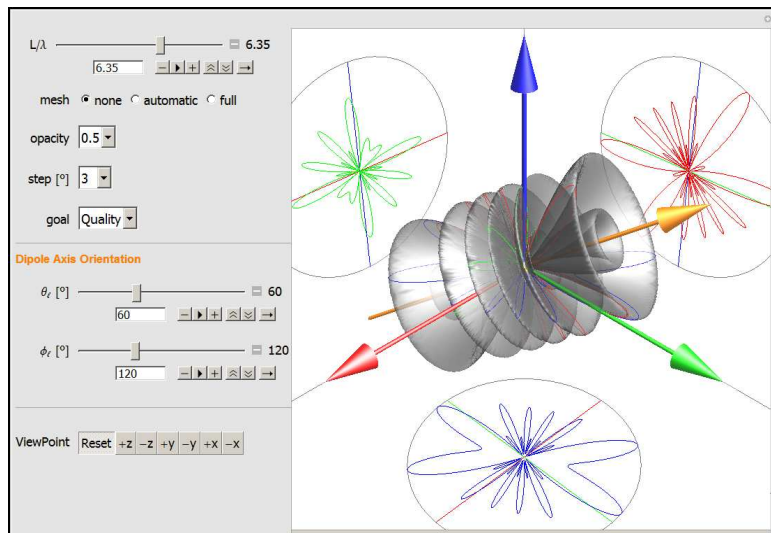 L/λ 6.35
6.35
mesh none automatic full
opacity 0.5
step [º] 3
goal Quality
Dipole Axis Orientation
θℓ [º] 60
60
ϕℓ [º] 120
120
ViewPoint Reset +z −z +y −y +x −x